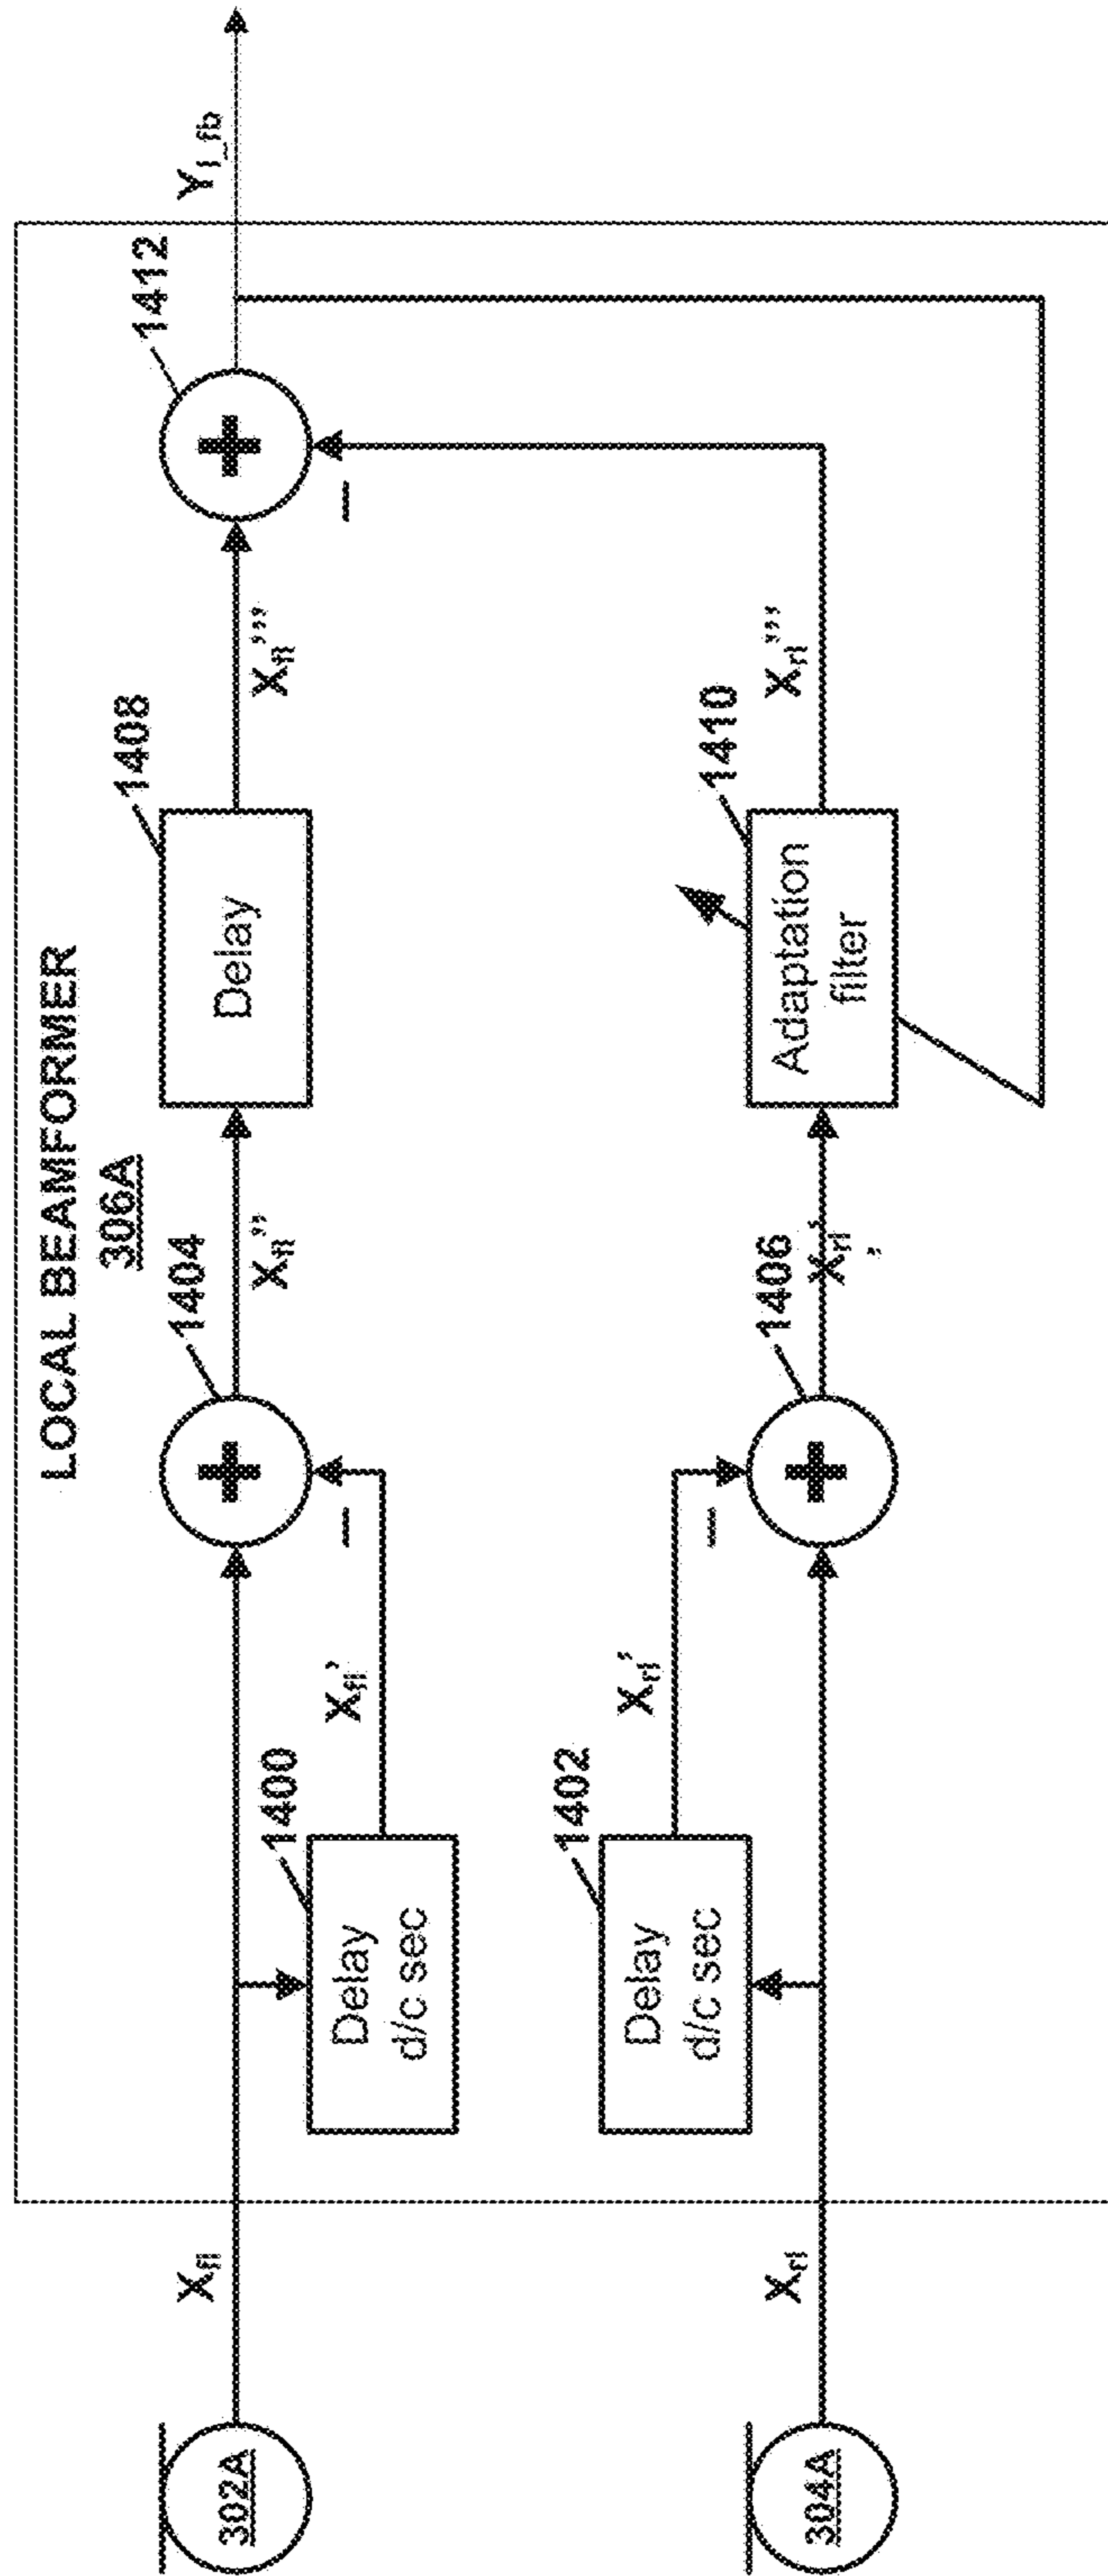 LOCAL BEAMFORMER
306A
302A
X_fl
1400
Delay
d/c sec
X_fl'
1404
X_fl''
1408
Delay
X_fl'''
1412
Y_l_fb
304A
X_rl
1402
Delay
d/c sec
X_rl'
1406
X_rl''
1410
Adaptation
filter
X_rl'''
+
−
+
−
+
−